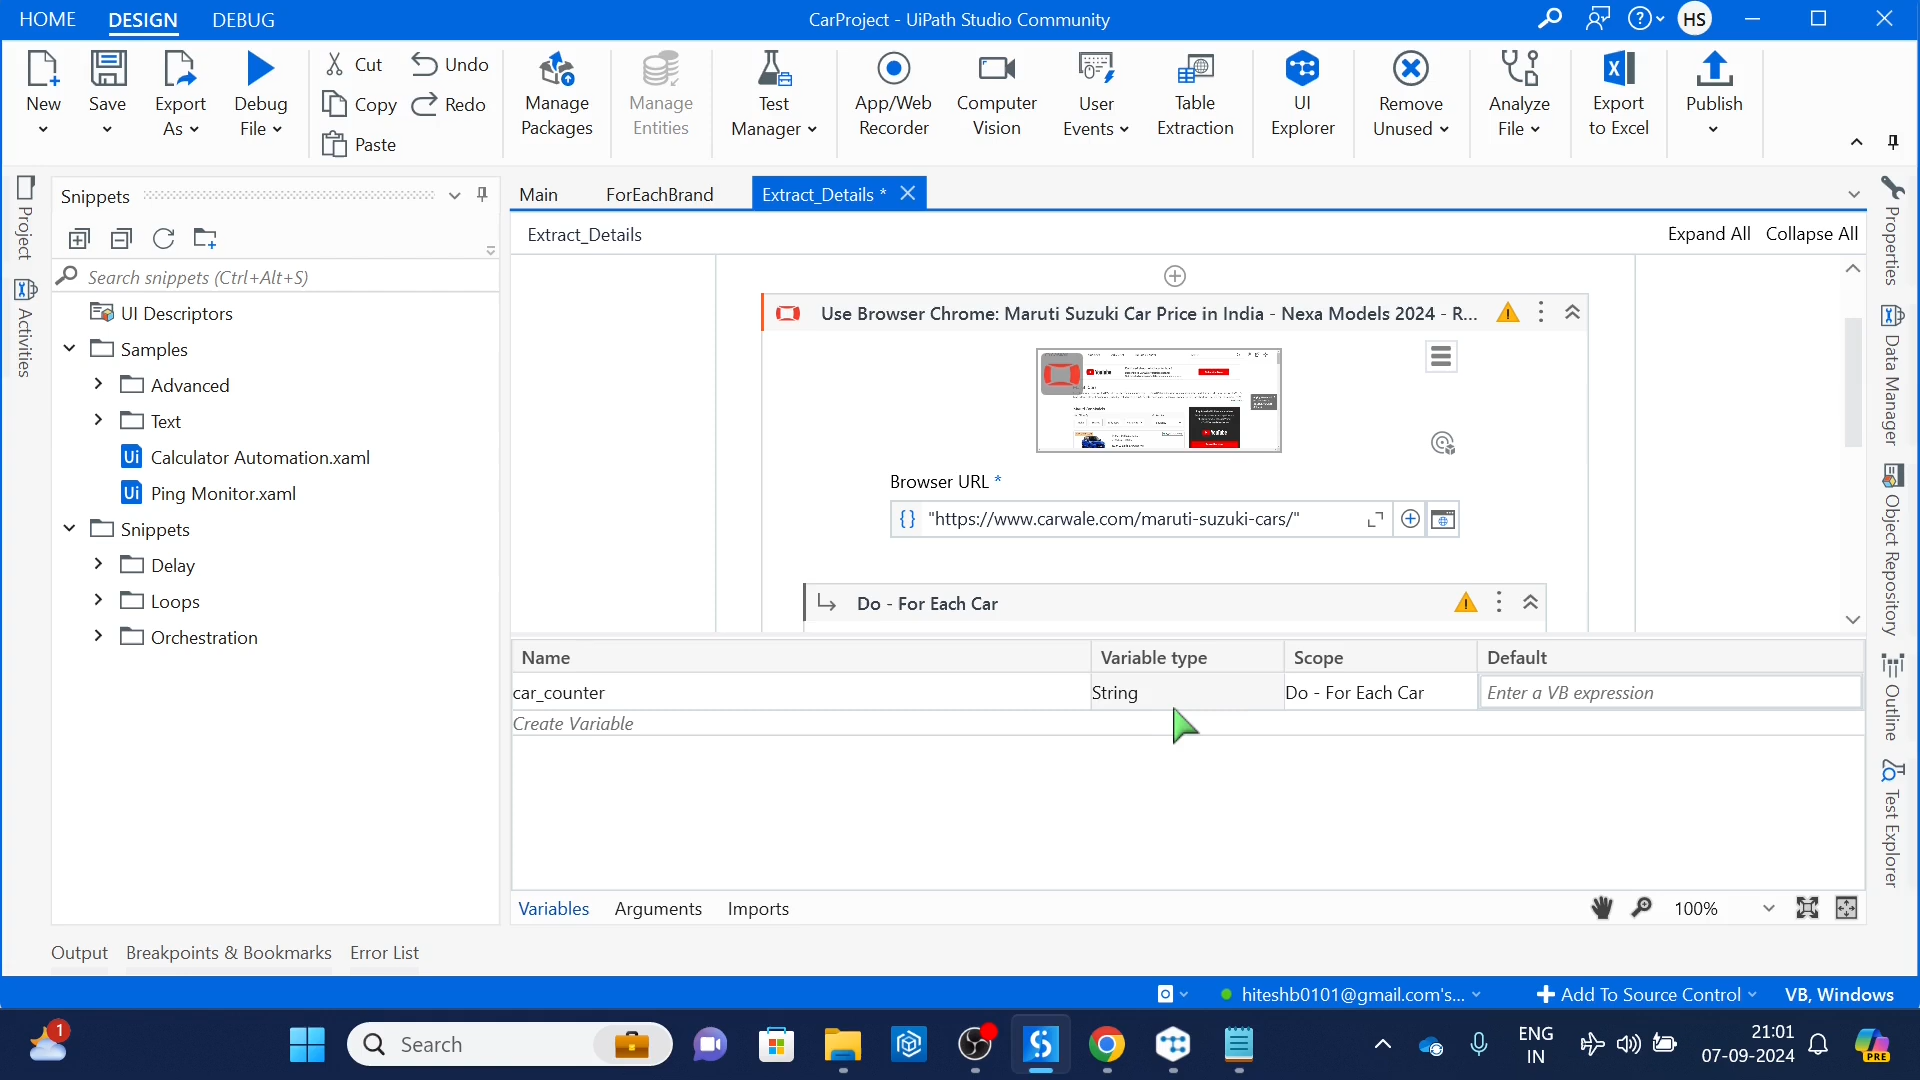 HOME DESIGN DEBUG CarProject - UiPath Studio Community HS
New Save Export As Debug File
Cut Undo
Copy Redo
Paste
Manage Packages
Manage Entities
Test Manager
App/Web Recorder
Computer Vision
User Events
Table Extraction
UI Explorer
Remove Unused
Analyze File
Export to Excel
Publish
Project
Activities
Snippets
Search snippets (Ctrl+Alt+S)
UI Descriptors
Samples
Advanced
Text
Ui Calculator Automation.xaml
Ui Ping Monitor.xaml
Snippets
Delay
Loops
Orchestration
Main ForEachBrand Extract_Details *
Extract_Details Expand All Collapse All
Use Browser Chrome: Maruti Suzuki Car Price in India - Nexa Models 2024 - R...
YouTube
YouTube
Browser URL *
{} "https://www.carwale.com/maruti-suzuki-cars/"
Do - For Each Car
Name Variable type Scope Default
car_counter String Do - For Each Car Enter a VB expression
Create Variable
Variables Arguments Imports 100%
Properties
Data Manager
Object Repository
Outline
Test Explorer
Output Breakpoints & Bookmarks Error List
hiteshb0101@gmail.com's... Add To Source Control VB, Windows
1 Search ENG IN 21:01 07-09-2024 PRE